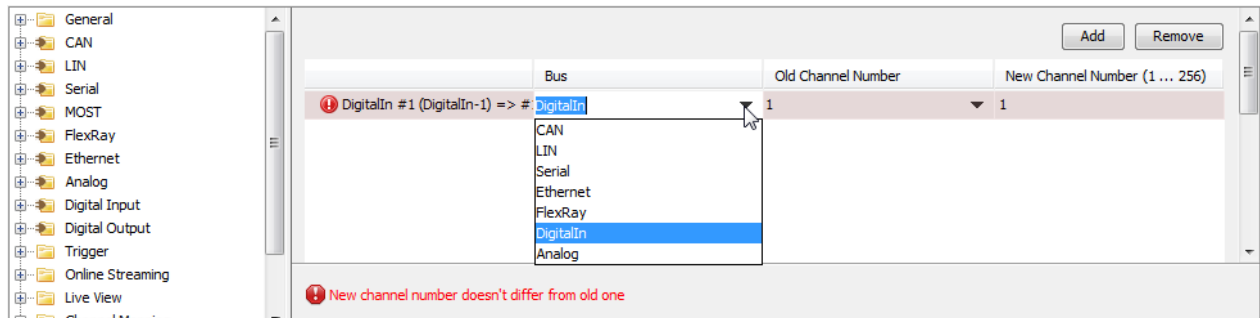 General
CAN
LIN
Serial
MOST
FlexRay
Ethernet
Analog
Digital Input
Digital Output
Trigger
Online Streaming
Live View
Add Remove
Bus Old Channel Number New Channel Number (1 ... 256)
DigitalIn #1 (DigitalIn-1) => # DigitalIn 1 1
CAN
LIN
Serial
Ethernet
FlexRay
DigitalIn
Analog
New channel number doesn't differ from old one